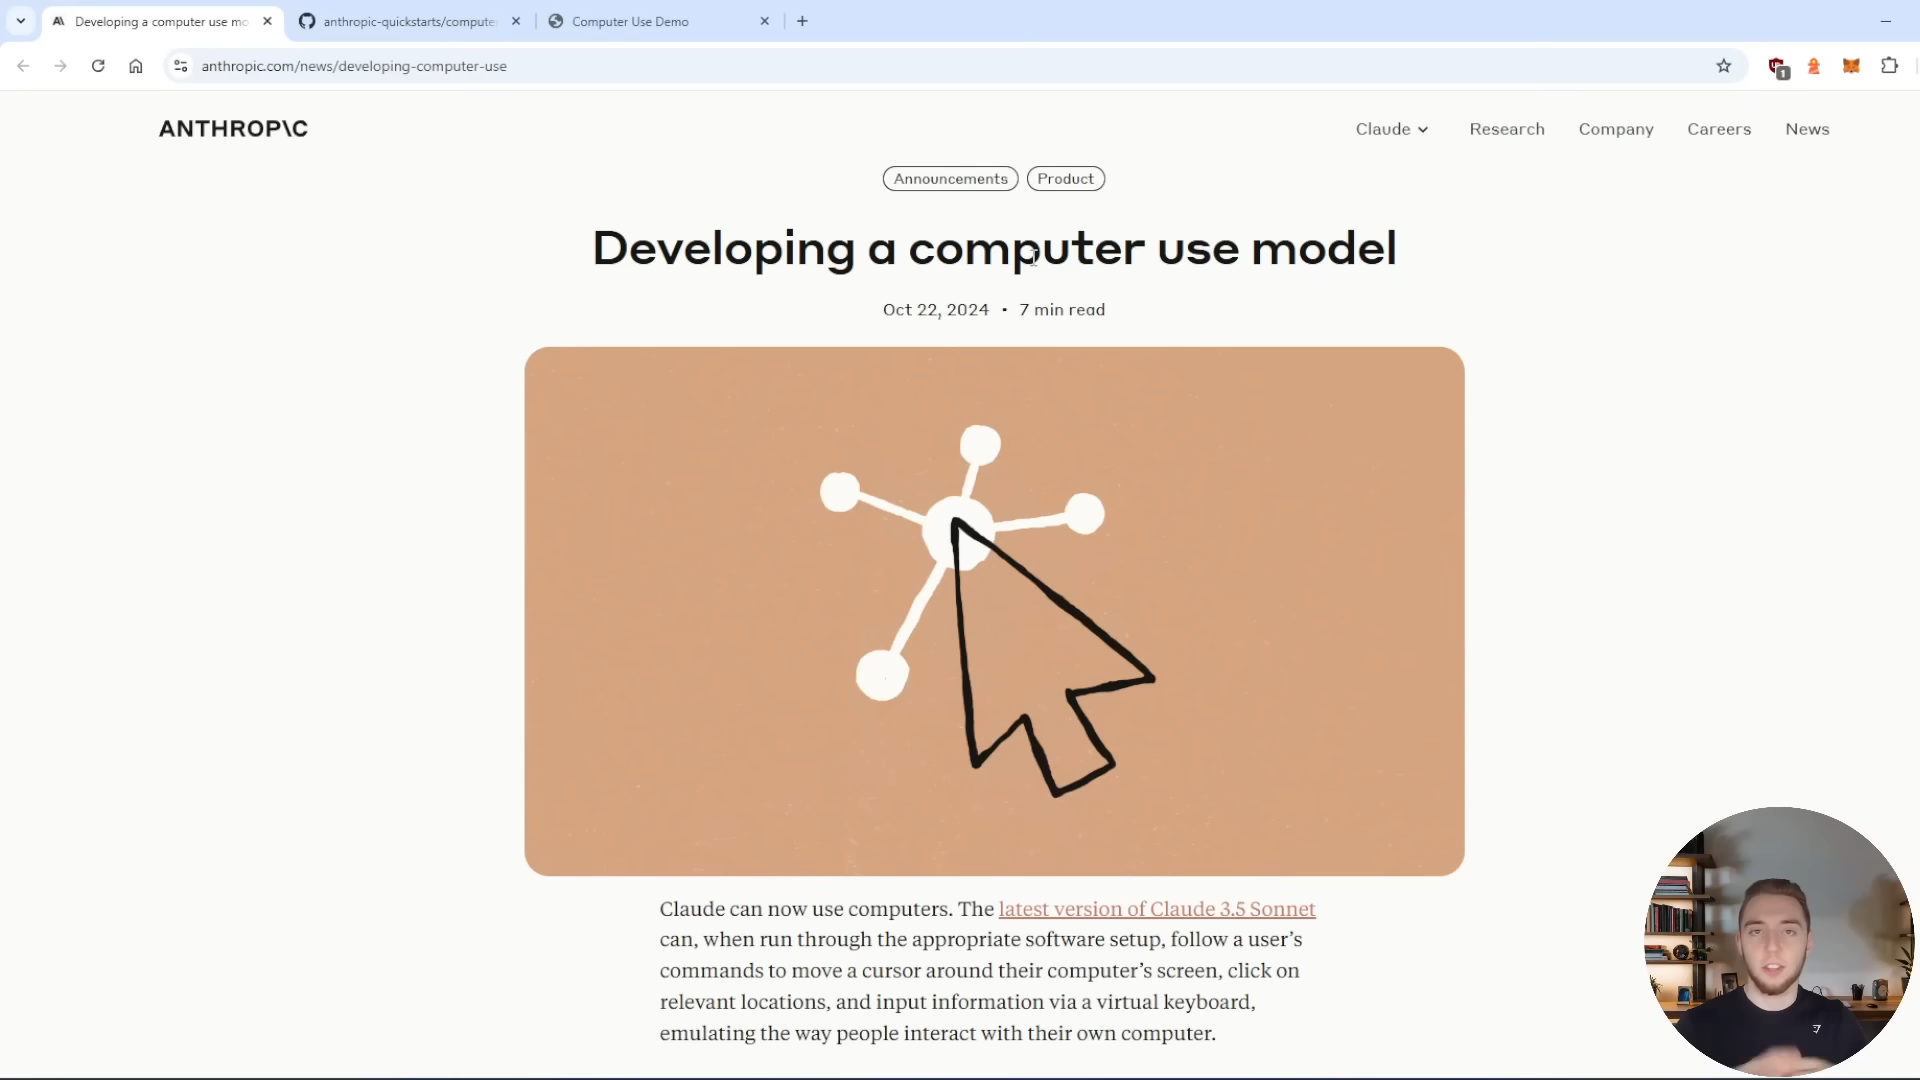 Developing a computer use mo
anthropic-quickstarts/compute
Computer Use Demo
anthropic.com/news/developing-computer-use
1
ANTHROP\C
Claude
Research
Company
Careers
News
Announcements
Product
Developing a computer use model
Oct 22, 2024 • 7 min read
Claude can now use computers. The latest version of Claude 3.5 Sonnet
can, when run through the appropriate software setup, follow a user’s
commands to move a cursor around their computer’s screen, click on
relevant locations, and input information via a virtual keyboard,
emulating the way people interact with their own computer.